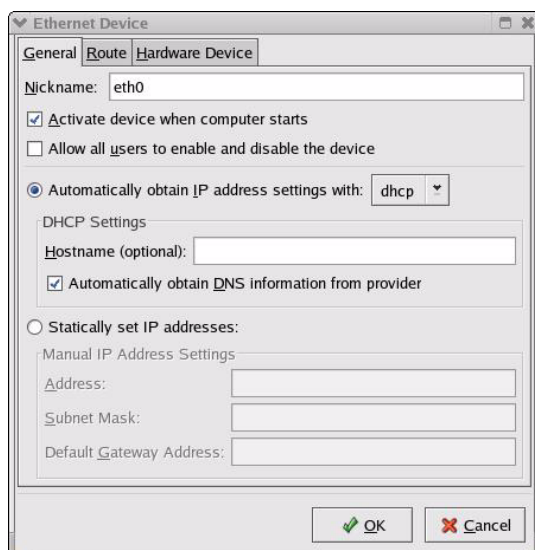 Ethernet Device
General Route Hardware Device
Nickname: eth0
Activate device when computer starts
Allow all users to enable and disable the device
Automatically obtain IP address settings with: dhcp
DHCP Settings
Hostname (optional):
Automatically obtain DNS information from provider
Statically set IP addresses:
Manual IP Address Settings
Address:
Subnet Mask:
Default Gateway Address:
OK Cancel